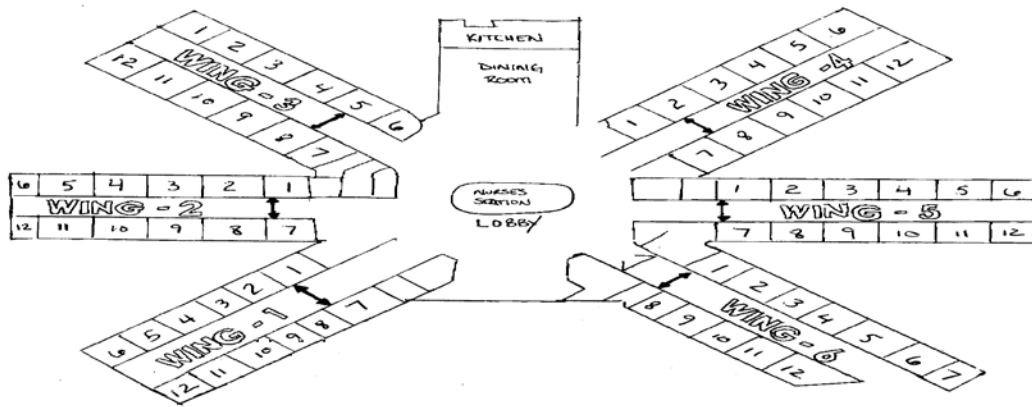 KITCHEN
DINING
ROOM
1 2 3 4 5 6
WING - 3
12 11 10 9 8 7
1 2 3 4 5 6
WING - 4
7 8 9 10 11 12
6 5 4 3 2 1
WING - 2
12 11 10 9 8 7
NURSES
STATION
LOBBY
1 2 3 4 5 6
WING - 5
7 8 9 10 11 12
6 5 4 3 2 1
WING - 1
12 11 10 9 8 7
1 2 3 4 5 6 7
WING - 6
8 9 10 11 12